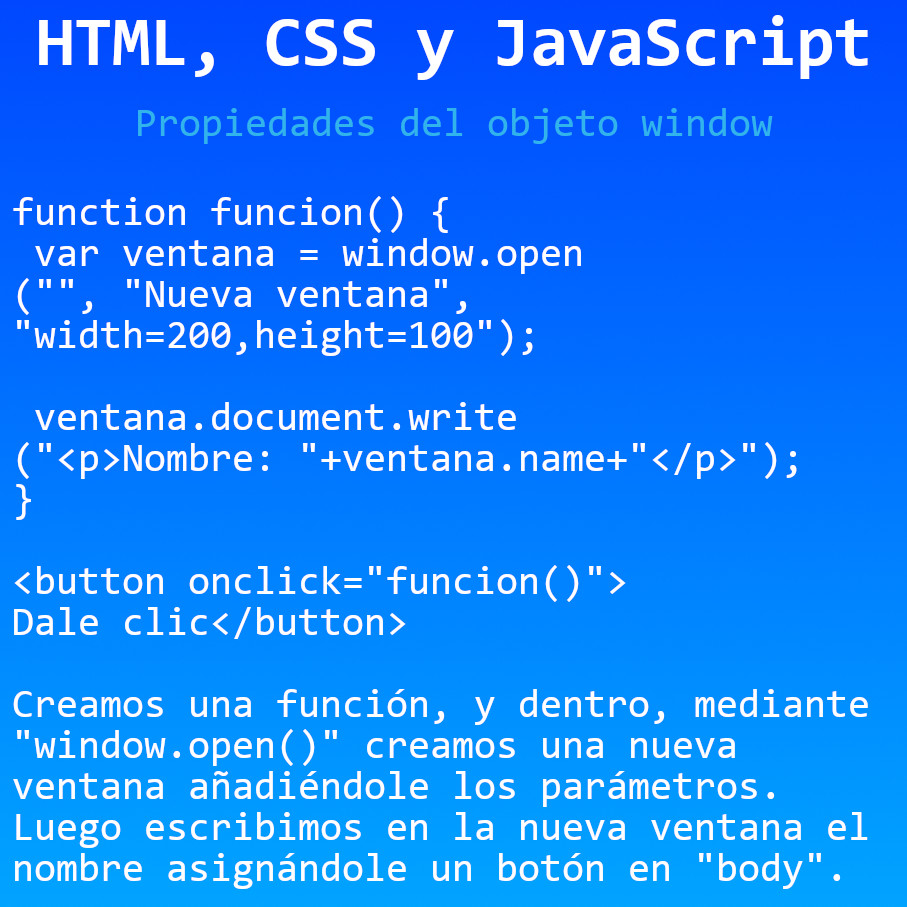 HTML, CSS y JavaScript
Propiedades del objeto window
function funcion() {
 var ventana = window.open
("", "Nueva ventana",
"width=200,height=100");
 ventana.document.write
("<p>Nombre: "+ventana.name+"</p>");
}
<button onclick="funcion()">
Dale clic</button>
Creamos una función, y dentro, mediante
"window.open()" creamos una nueva
ventana añadiéndole los parámetros.
Luego escribimos en la nueva ventana el
nombre asignándole un botón en "body".